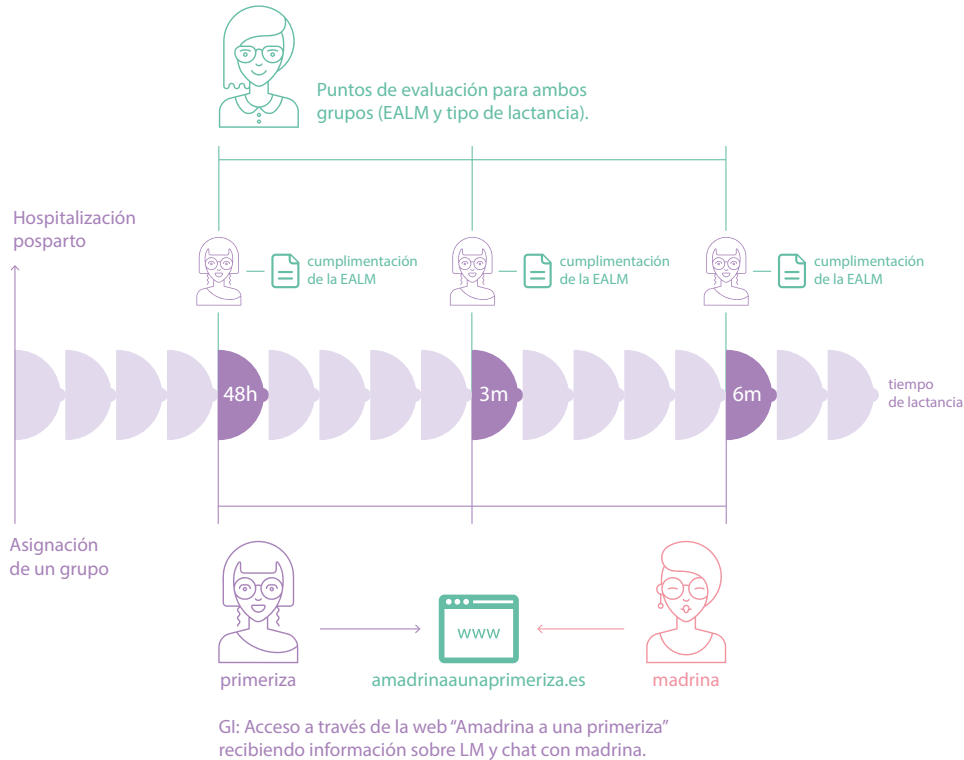 Puntos de evaluación para ambos
grupos (EALM y tipo de lactancia).
Hospitalización
posparto
cumplimentación
de la EALM
cumplimentación
de la EALM
cumplimentación
de la EALM
48h
3m
6m
tiempo
de lactancia
Asignación
de un grupo
www
primeriza
amadrinaaunaprimeriza.es
madrina
GI: Acceso a través de la web “Amadrina a una primeriza”
recibiendo información sobre LM y chat con madrina.